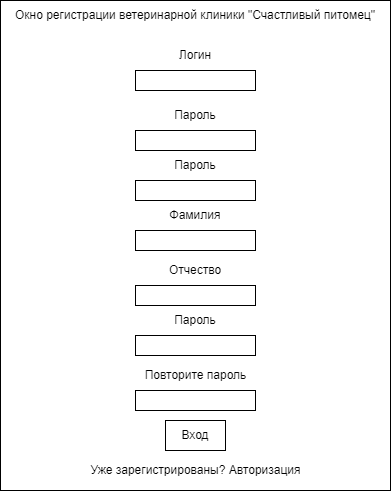 Окно регистрации ветеринарной клиники "Счастливый питомец"
Логин
Пароль
Пароль
Фамилия
Отчество
Пароль
Повторите пароль
Вход
Уже зарегистрированы? Авторизация